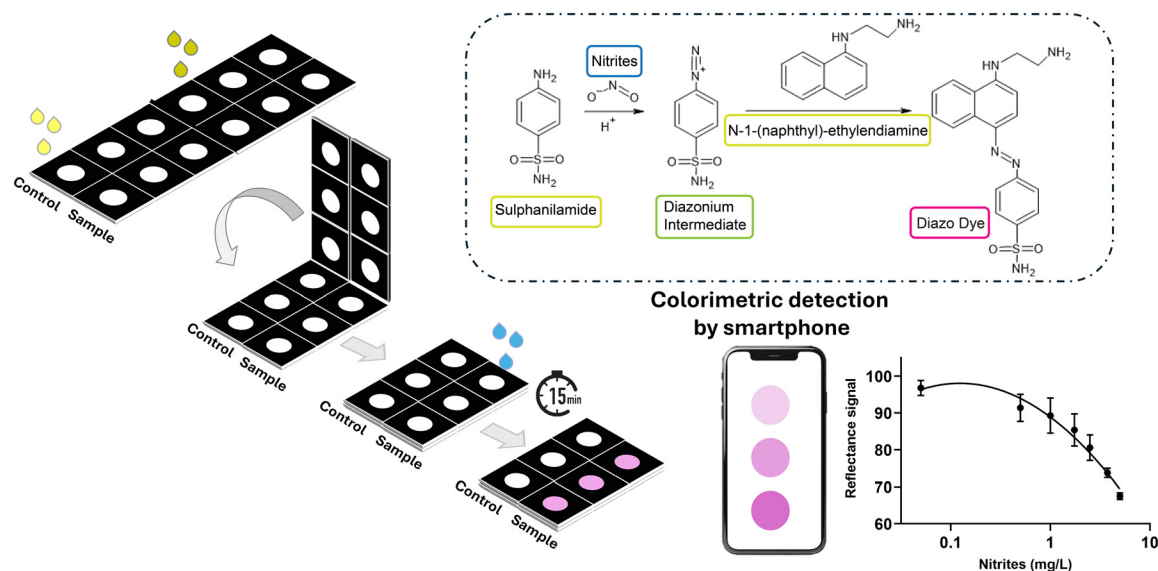 Control Sample
Control Sample
Control Sample
15 min
Control Sample
NH₂
O=S=O
NH₂
Sulphanilamide
Nitrites
O⁻ N O
H⁺
N
N⁺
O=S=O
NH₂
Diazonium
Intermediate
HN
NH₂
N-1-(naphthyl)-ethylendiamine
HN
NH₂
N
N
O=S=O
NH₂
Diazo Dye
Colorimetric detection
by smartphone
Reflectance signal
100
90
80
70
60
0.1 1 10
Nitrites (mg/L)